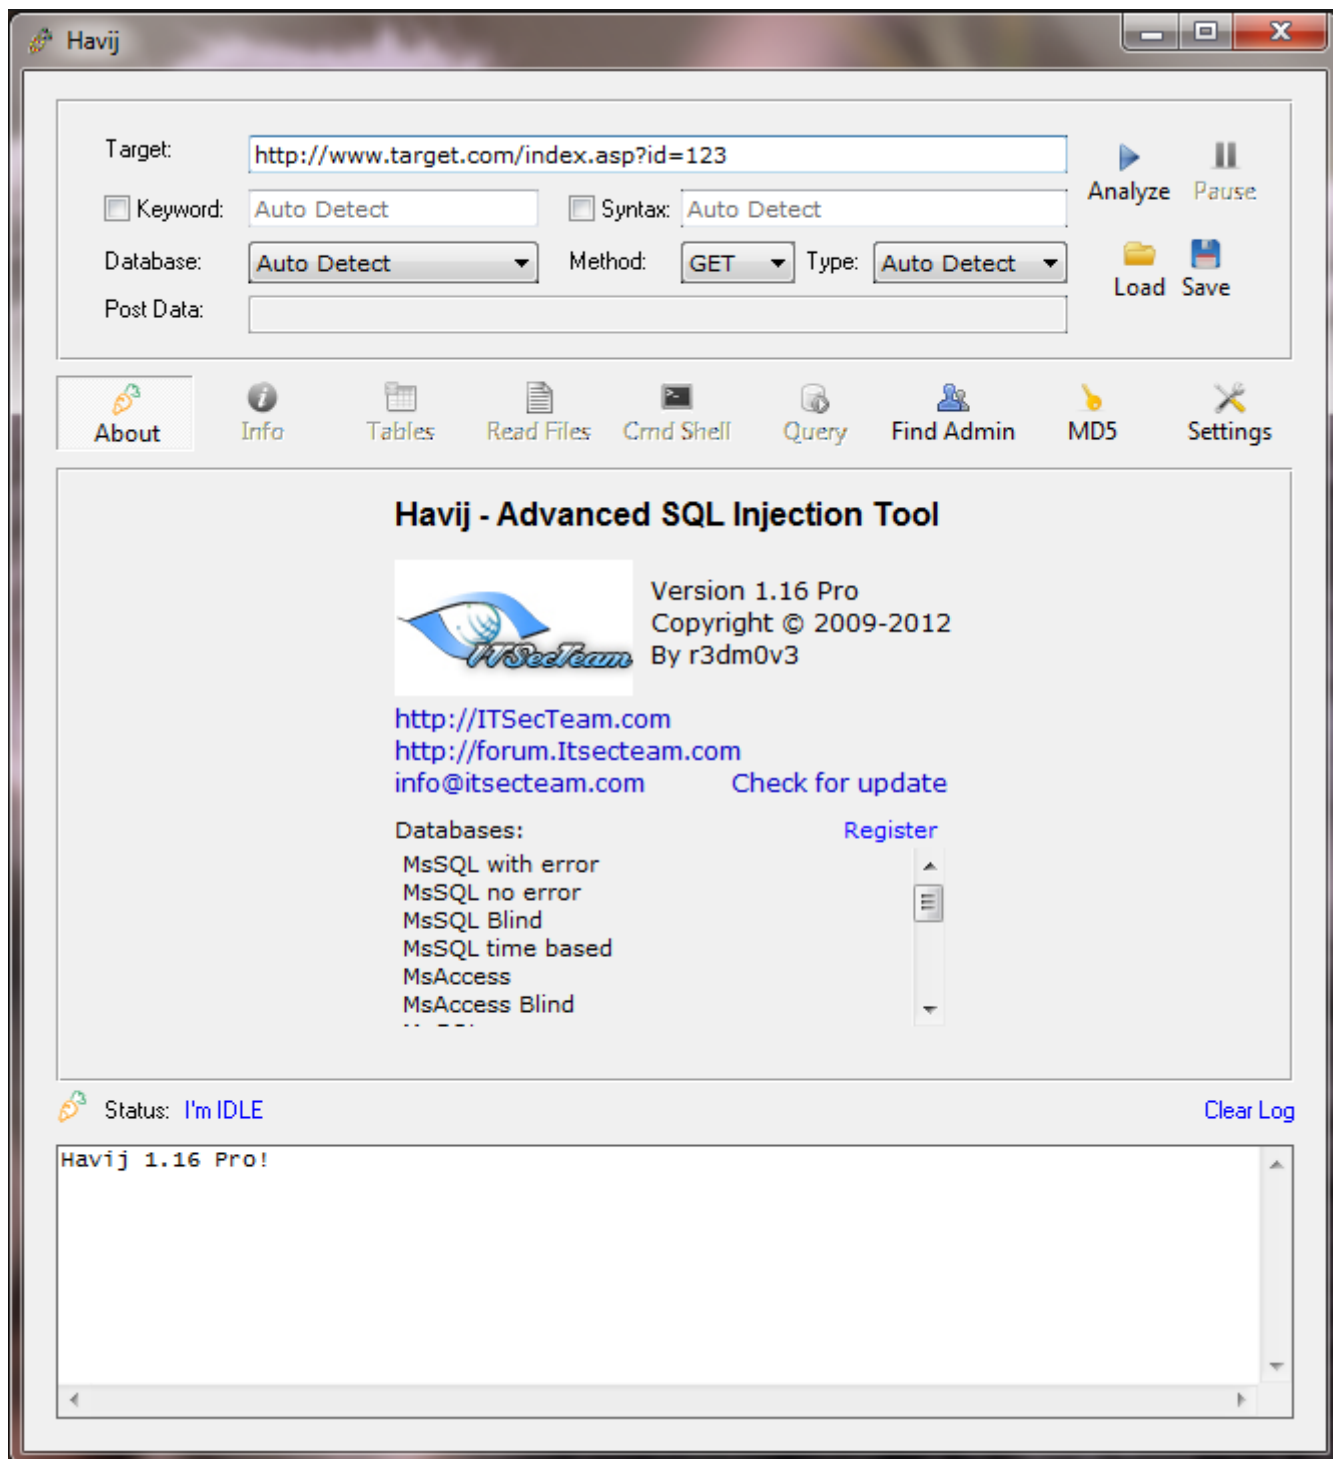 Havij
Target: http://www.target.com/index.asp?id=123
Analyze Pause
Keyword: Auto Detect Syntax: Auto Detect
Database: Auto Detect Method: GET Type: Auto Detect
Load Save
Post Data:
About Info Tables Read Files Cmd Shell Query Find Admin MD5 Settings
Havij - Advanced SQL Injection Tool
ITSecTeam
Version 1.16 Pro
Copyright © 2009-2012
By r3dm0v3
http://ITSecTeam.com
http://forum.Itsecteam.com
info@itsecteam.com Check for update
Databases: Register
MsSQL with error
MsSQL no error
MsSQL Blind
MsSQL time based
MsAccess
MsAccess Blind
Status: I'm IDLE Clear Log
Havij 1.16 Pro!